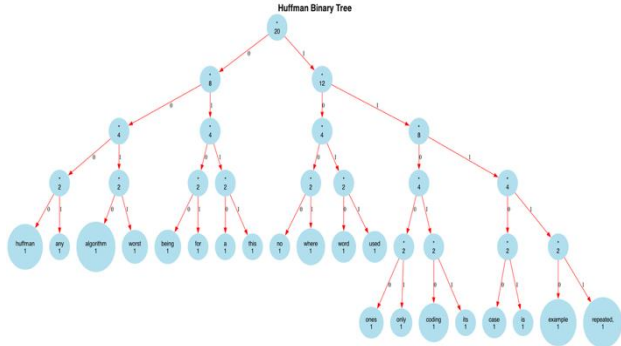 Huffman Binary Tree
*
20
0 1
* *
8 12
0 1 0 1
* * * *
4 4 4 8
0 1 0 1 0 1 0 1
* * * * * * * *
2 2 2 2 2 2 4 4
0 1 0 1 0 1 0 1 0 1 0 1 0 1 0 1
huffman any algorithm worst being for a this no where word used * * * *
1 1 1 1 1 1 1 1 1 1 1 1 2 2 2 2
0 1 0 1 0 1 0 1
ones only coding its case is example repeated,
1 1 1 1 1 1 1 1